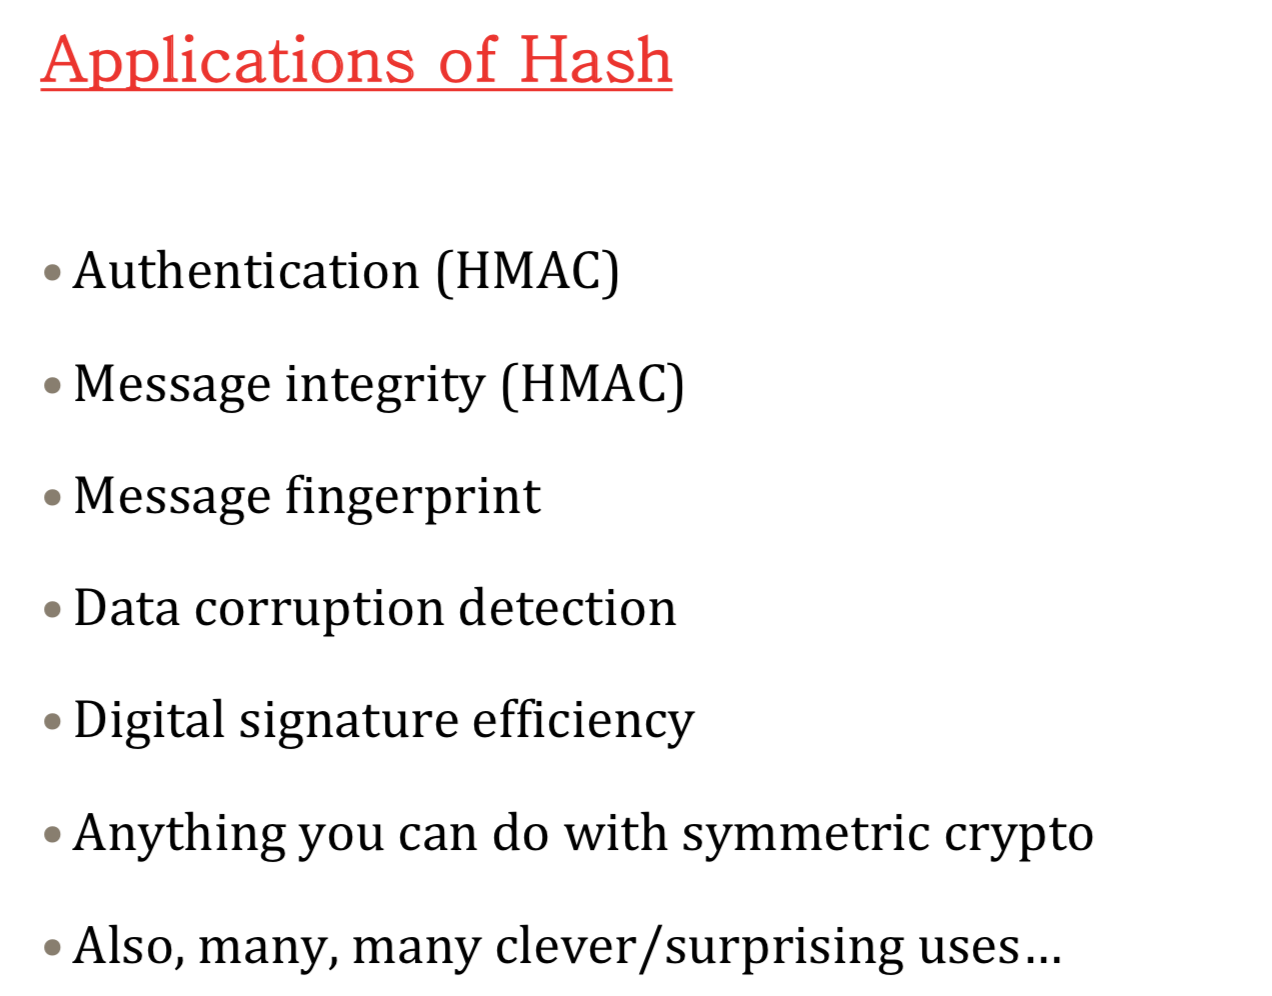 Applications of Hash
• Authentication (HMAC)
• Message integrity (HMAC)
• Message fingerprint
• Data corruption detection
• Digital signature efficiency
• Anything you can do with symmetric crypto
• Also, many, many clever/surprising uses…